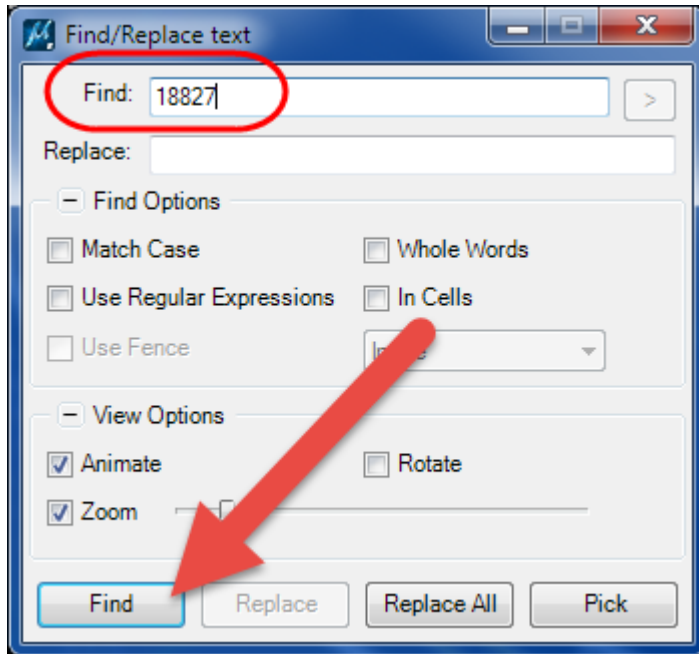 Find/Replace text
Find: 18827
>
Replace:
Find Options
Match Case Whole Words
Use Regular Expressions In Cells
Use Fence
View Options
Animate Rotate
Zoom
Find Replace Replace All Pick